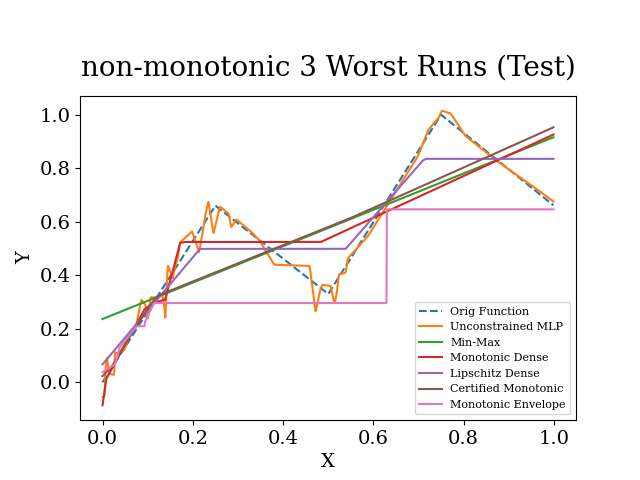 non-monotonic 3 Worst Runs (Test)
1.0
0.8
0.6
0.4
0.2
0.0
Y
Orig Function
Unconstrained MLP
Min-Max
Monotonic Dense
Lipschitz Dense
Certified Monotonic
Monotonic Envelope
0.0 0.2 0.4 0.6 0.8 1.0
X